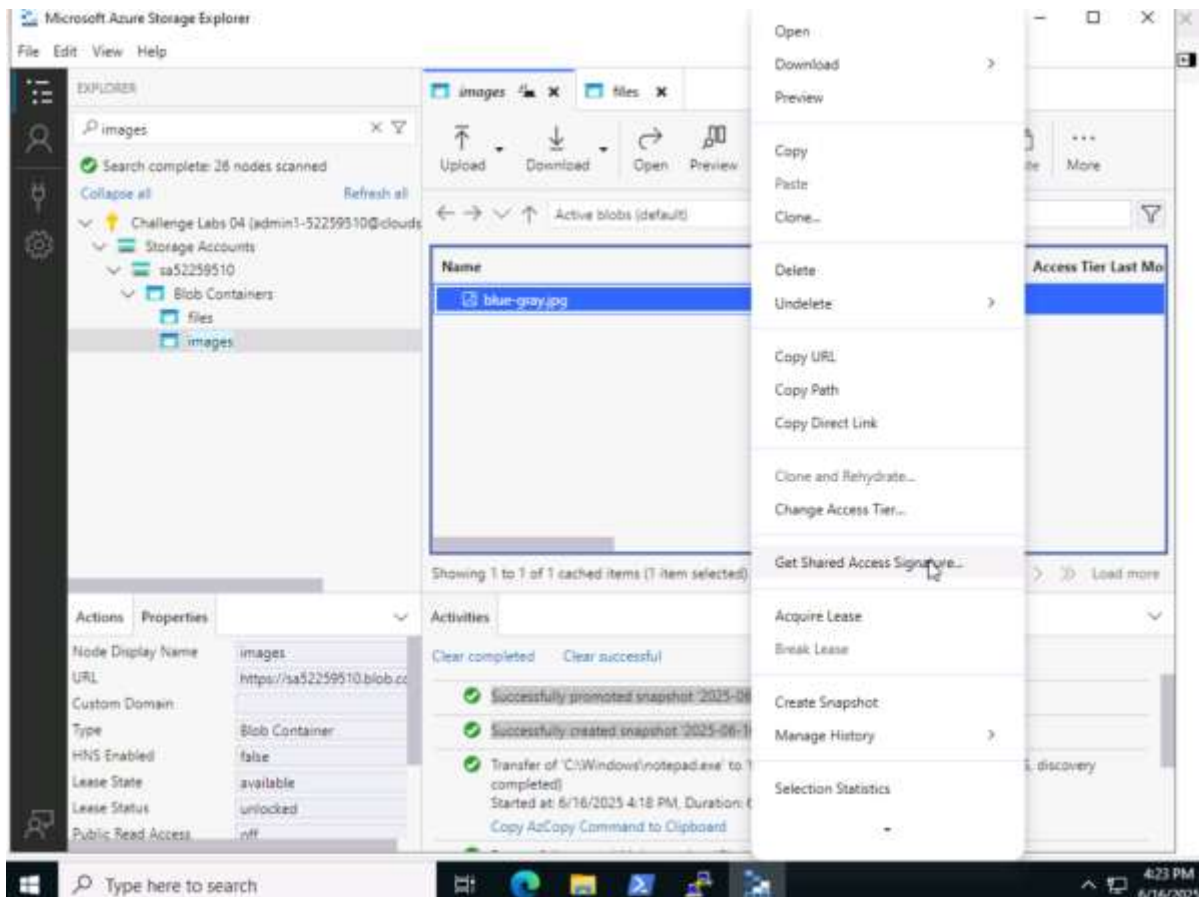 Microsoft Azure Storage Explorer
File Edit View Help
EXPLORER
images
Search complete: 26 nodes scanned
Collapse all Refresh all
Challenge Labs 04 (admin1-52259510@clouds
Storage Accounts
sa52259510
Blob Containers
files
images
images files
Upload Download Open Preview
More
Active blobs (default)
Name Access Tier Last Mo
blue-gray.jpg
Showing 1 to 1 of 1 cached items (1 item selected) Load more
Open
Download
Preview
Copy
Paste
Clone...
Delete
Undelete
Copy URL
Copy Path
Copy Direct Link
Clone and Rehydrate...
Change Access Tier...
Get Shared Access Signature...
Acquire Lease
Break Lease
Create Snapshot
Manage History
Selection Statistics
Actions Properties
Node Display Name images
URL https://sa52259510.blob.cc
Custom Domain
Type Blob Container
HNS Enabled false
Lease State available
Lease Status unlocked
Public Read Access off
Activities
Clear completed Clear successful
Successfully promoted snapshot '2025-06
Successfully created snapshot '2025-06-1
Transfer of 'C:\Windows\notepad.exe' to discovery
completed)
Started at: 6/16/2025 4:18 PM, Duration:
Copy AzCopy Command to Clipboard
Type here to search
4:23 PM
6/16/2025